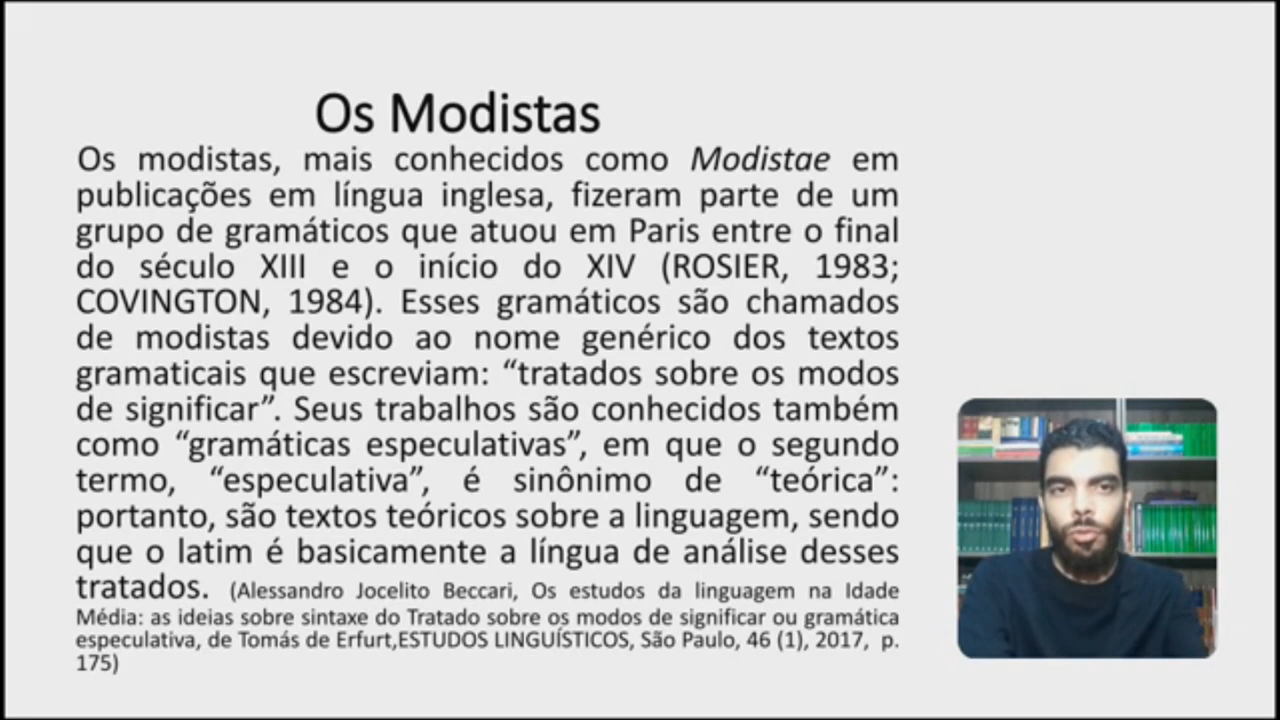 Os Modistas
Os modistas, mais conhecidos como Modistae em
publicações em língua inglesa, fizeram parte de um
grupo de gramáticos que atuou em Paris entre o final
do século XIII e o início do XIV (ROSIER, 1983;
COVINGTON, 1984). Esses gramáticos são chamados
de modistas devido ao nome genérico dos textos
gramaticais que escreviam: “tratados sobre os modos
de significar”. Seus trabalhos são conhecidos também
como “gramáticas especulativas”, em que o segundo
termo, “especulativa”, é sinônimo de “teórica”:
portanto, são textos teóricos sobre a linguagem, sendo
que o latim é basicamente a língua de análise desses
tratados. (Alessandro Jocelito Beccari, Os estudos da linguagem na Idade
Média: as ideias sobre sintaxe do Tratado sobre os modos de significar ou gramática
especulativa, de Tomás de Erfurt,ESTUDOS LINGUÍSTICOS, São Paulo, 46 (1), 2017, p.
175)